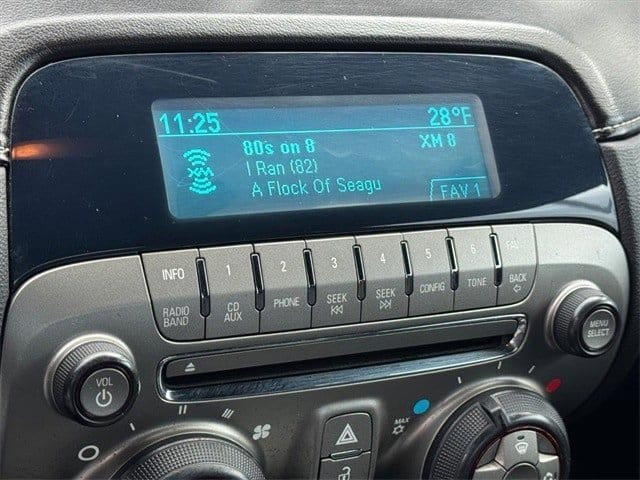 11:25 28°F
80s on 8 XM 8
XM I Ran (82)
A Flock Of Seagu
FAV 1
INFO 1 2 3 4 5 6 FAV
RADIO BAND CD AUX PHONE SEEK SEEK CONFIG TONE BACK
MENU SELECT
VOL
MAX